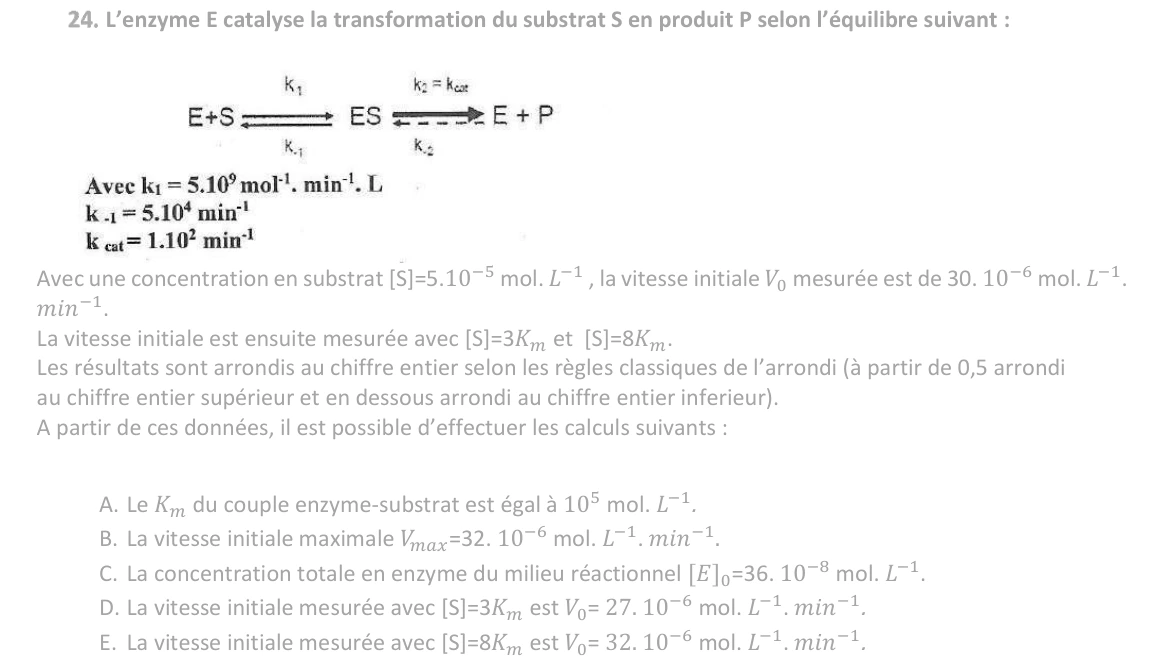 24. L’enzyme E catalyse la transformation du substrat S en produit P selon l’équilibre suivant :
k₁ k₂ = kcat
E+S ES E + P
k₋₁ k₋₂
Avec k₁ = 5.10⁹ mol⁻¹. min⁻¹. L
k ₋₁ = 5.10⁴ min⁻¹
k cat = 1.10² min⁻¹
Avec une concentration en substrat [S]=5.10⁻⁵ mol. L⁻¹ , la vitesse initiale V₀ mesurée est de 30. 10⁻⁶ mol. L⁻¹.
min⁻¹.
La vitesse initiale est ensuite mesurée avec [S]=3Kₘ et [S]=8Kₘ.
Les résultats sont arrondis au chiffre entier selon les règles classiques de l’arrondi (à partir de 0,5 arrondi
au chiffre entier supérieur et en dessous arrondi au chiffre entier inferieur).
A partir de ces données, il est possible d’effectuer les calculs suivants :
A. Le Kₘ du couple enzyme-substrat est égal à 10⁵ mol. L⁻¹.
B. La vitesse initiale maximale Vₘₐₓ=32. 10⁻⁶ mol. L⁻¹. min⁻¹.
C. La concentration totale en enzyme du milieu réactionnel [E]₀=36. 10⁻⁸ mol. L⁻¹.
D. La vitesse initiale mesurée avec [S]=3Kₘ est V₀= 27. 10⁻⁶ mol. L⁻¹. min⁻¹.
E. La vitesse initiale mesurée avec [S]=8Kₘ est V₀= 32. 10⁻⁶ mol. L⁻¹. min⁻¹.